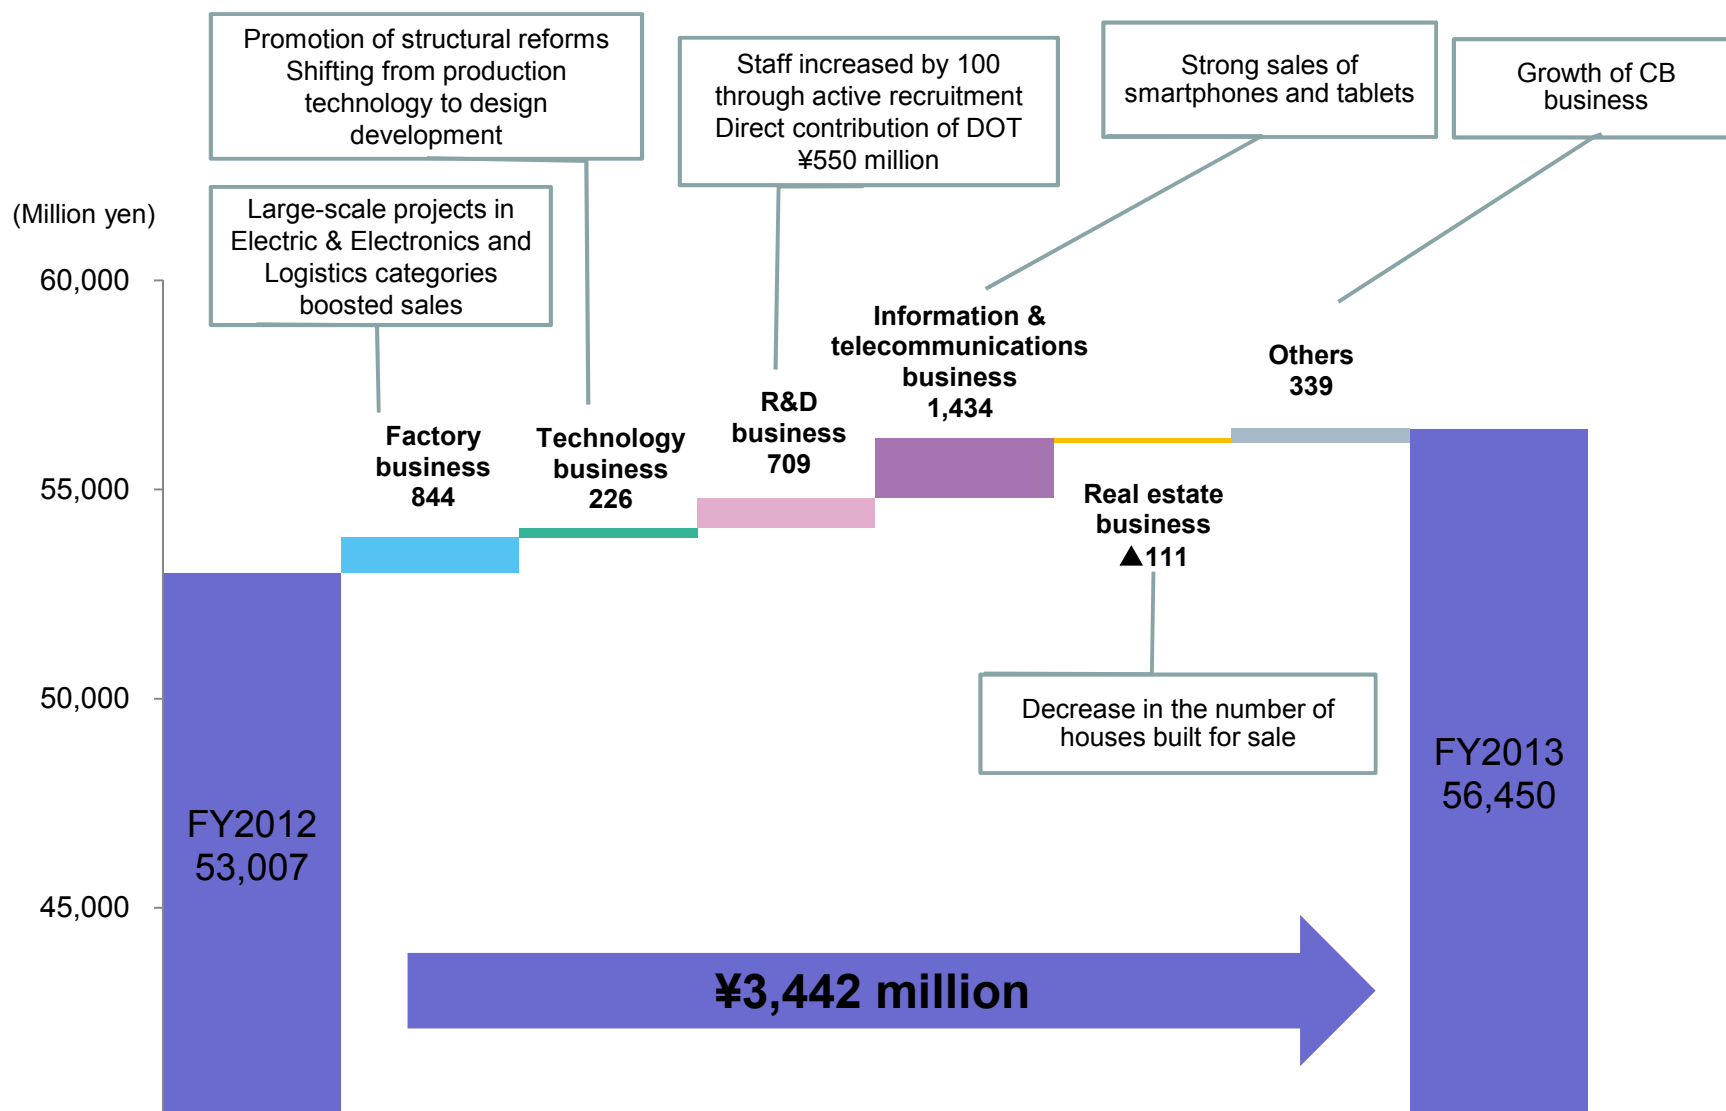 Promotion of structural reforms
Shifting from production
technology to design
development
Staff increased by 100
through active recruitment
Direct contribution of DOT
¥550 million
Strong sales of
smartphones and tablets
Growth of CB
business
(Million yen)
Large-scale projects in
Electric & Electronics and
Logistics categories
boosted sales
60,000
55,000
50,000
45,000
Factory
business
844
Technology
business
226
R&D
business
709
Information &
telecommunications
business
1,434
Real estate
business
▲111
Others
339
Decrease in the number of
houses built for sale
FY2012
53,007
FY2013
56,450
¥3,442 million